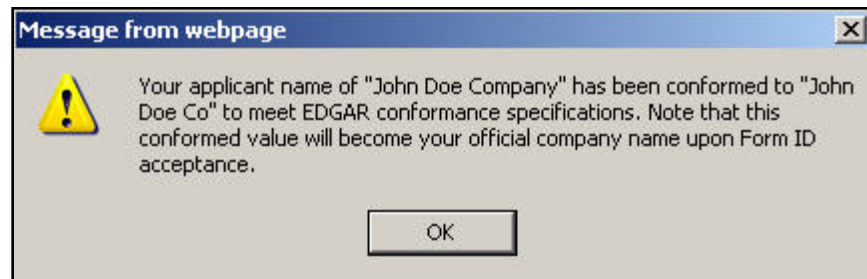 Message from webpage
Your applicant name of "John Doe Company" has been conformed to "John
Doe Co" to meet EDGAR conformance specifications. Note that this
conformed value will become your official company name upon Form ID
acceptance.
OK